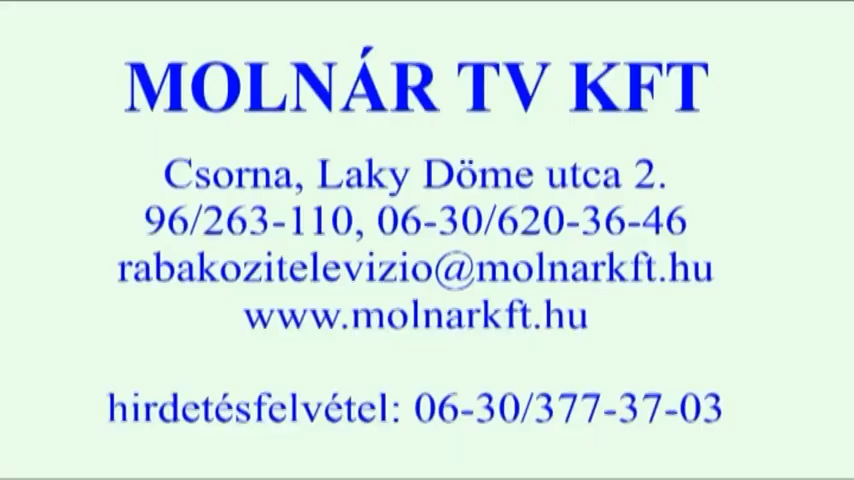 MOLNÁR TV KFT
Csorna, Laky Döme utca 2.
96/263-110, 06-30/620-36-46
rabakozitelevizio@molnarkft.hu
www.molnarkft.hu
hirdetésfelvétel: 06-30/377-37-03